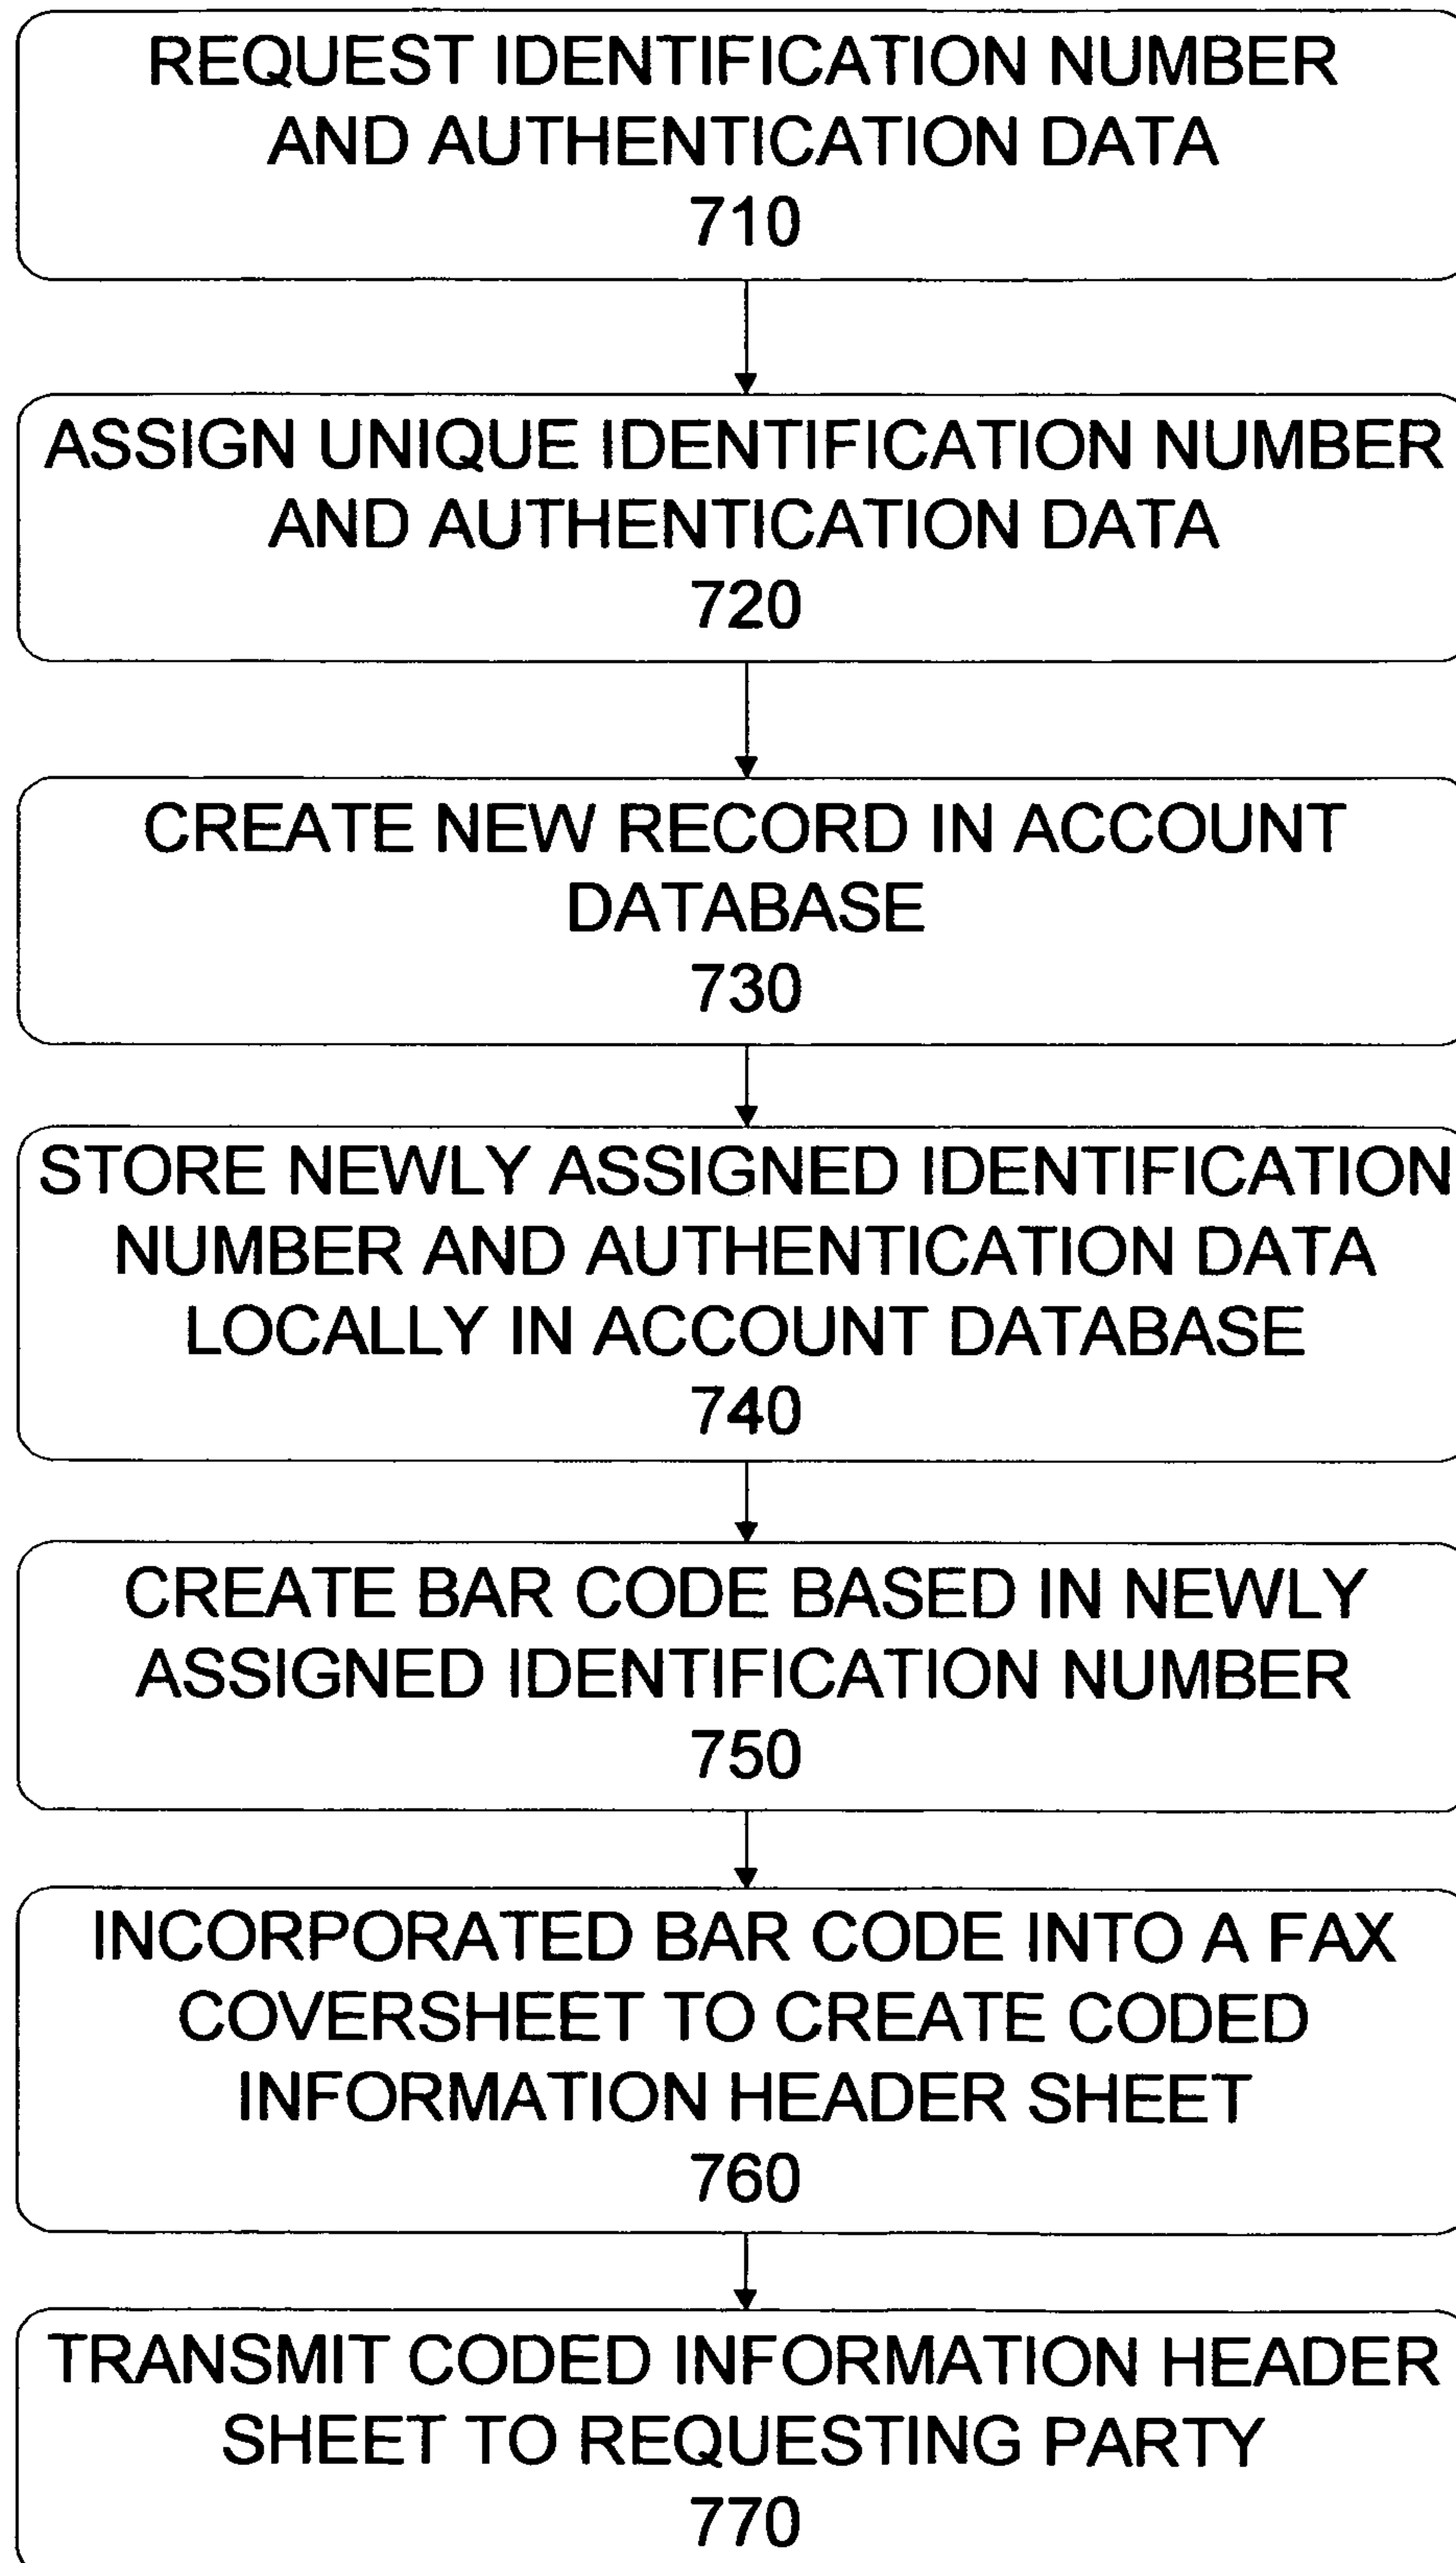 REQUEST IDENTIFICATION NUMBER
AND AUTHENTICATION DATA
710
ASSIGN UNIQUE IDENTIFICATION NUMBER
AND AUTHENTICATION DATA
720
CREATE NEW RECORD IN ACCOUNT
DATABASE
730
STORE NEWLY ASSIGNED IDENTIFICATION
NUMBER AND AUTHENTICATION DATA
LOCALLY IN ACCOUNT DATABASE
740
CREATE BAR CODE BASED IN NEWLY
ASSIGNED IDENTIFICATION NUMBER
750
INCORPORATED BAR CODE INTO A FAX
COVERSHEET TO CREATE CODED
INFORMATION HEADER SHEET
760
TRANSMIT CODED INFORMATION HEADER
SHEET TO REQUESTING PARTY
770